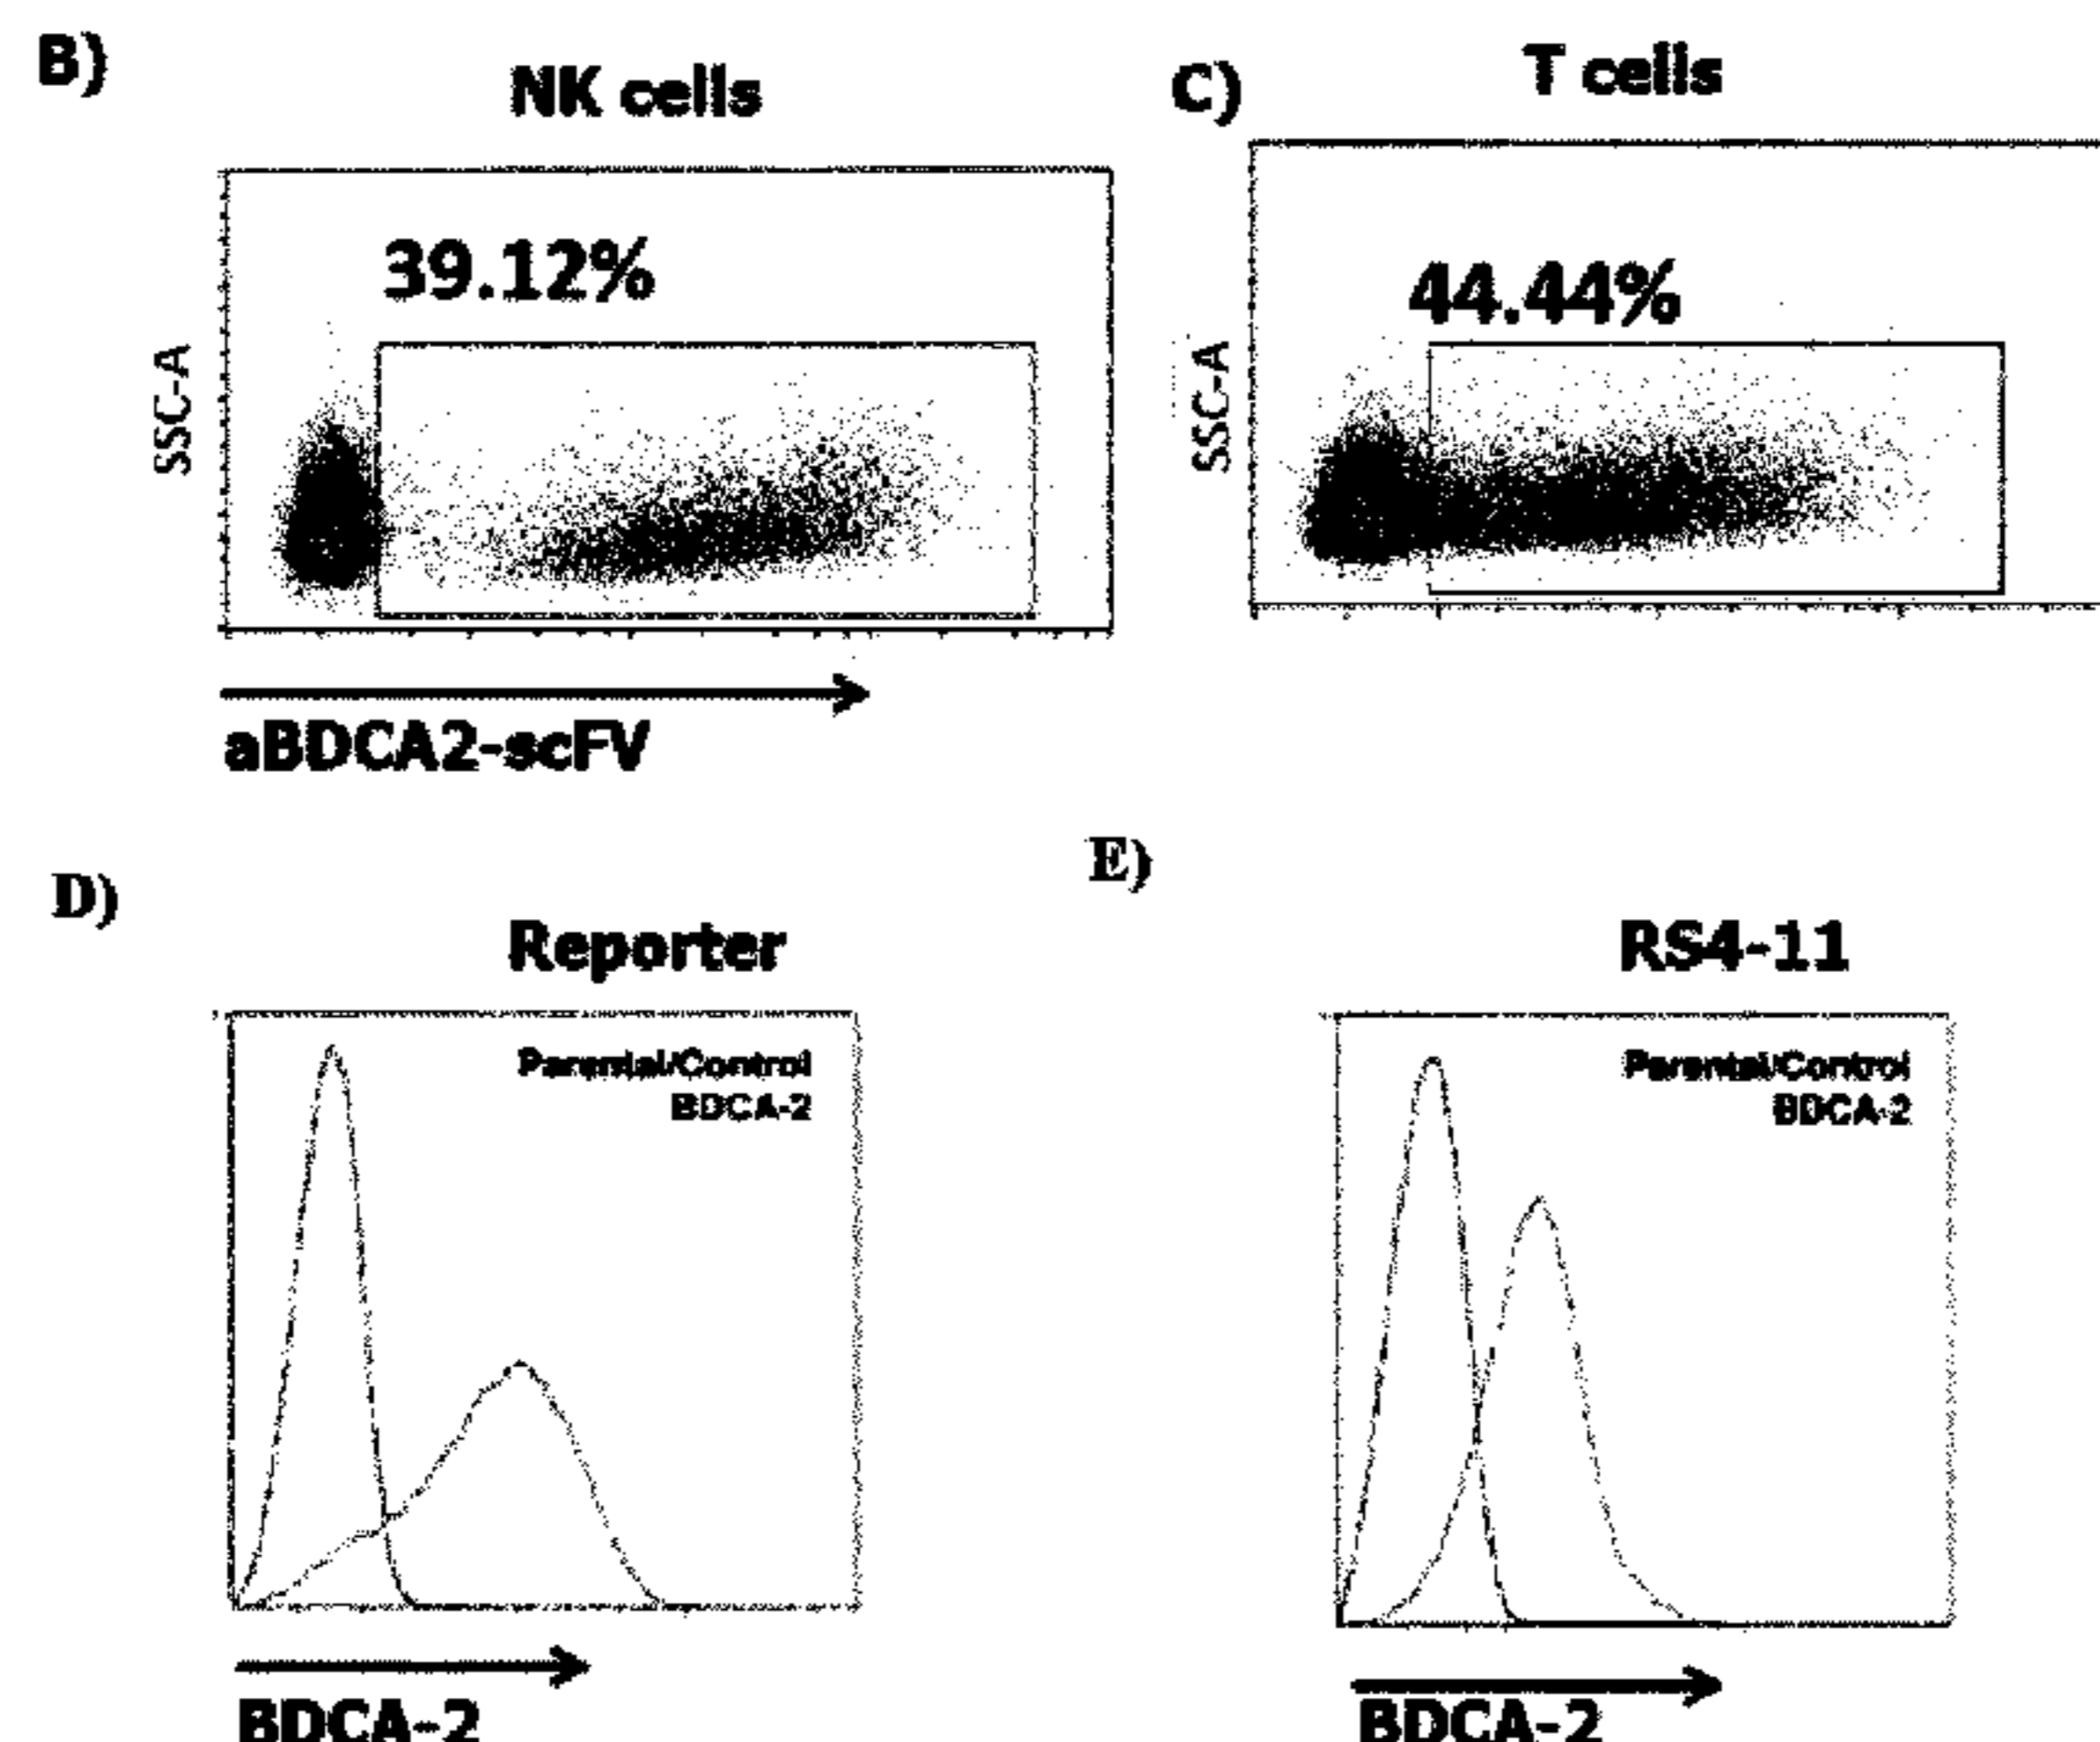 B)
NK cells
39.12%
SSC-A
aBDCA2-scFV
C)
T cells
44.44%
SSC-A
D)
Reporter
Parental/Control
BDCA-2
BDCA-2
E)
RS4-11
Parental/Control
BDCA-2
BDCA-2